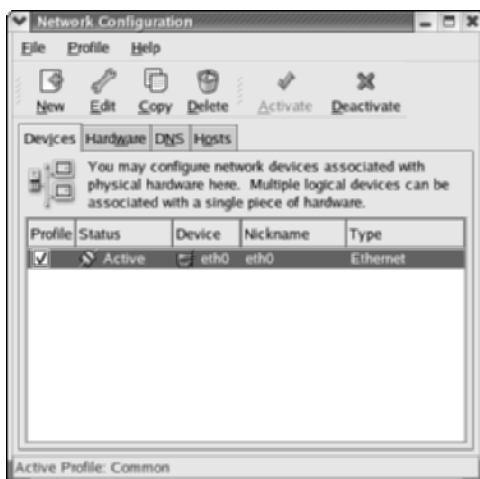 Network Configuration
File Profile Help
New Edit Copy Delete Activate Deactivate
Devices Hardware DNS Hosts
You may configure network devices associated with
physical hardware here. Multiple logical devices can be
associated with a single piece of hardware.
Profile Status Device Nickname Type
Active eth0 eth0 Ethernet
Active Profile: Common